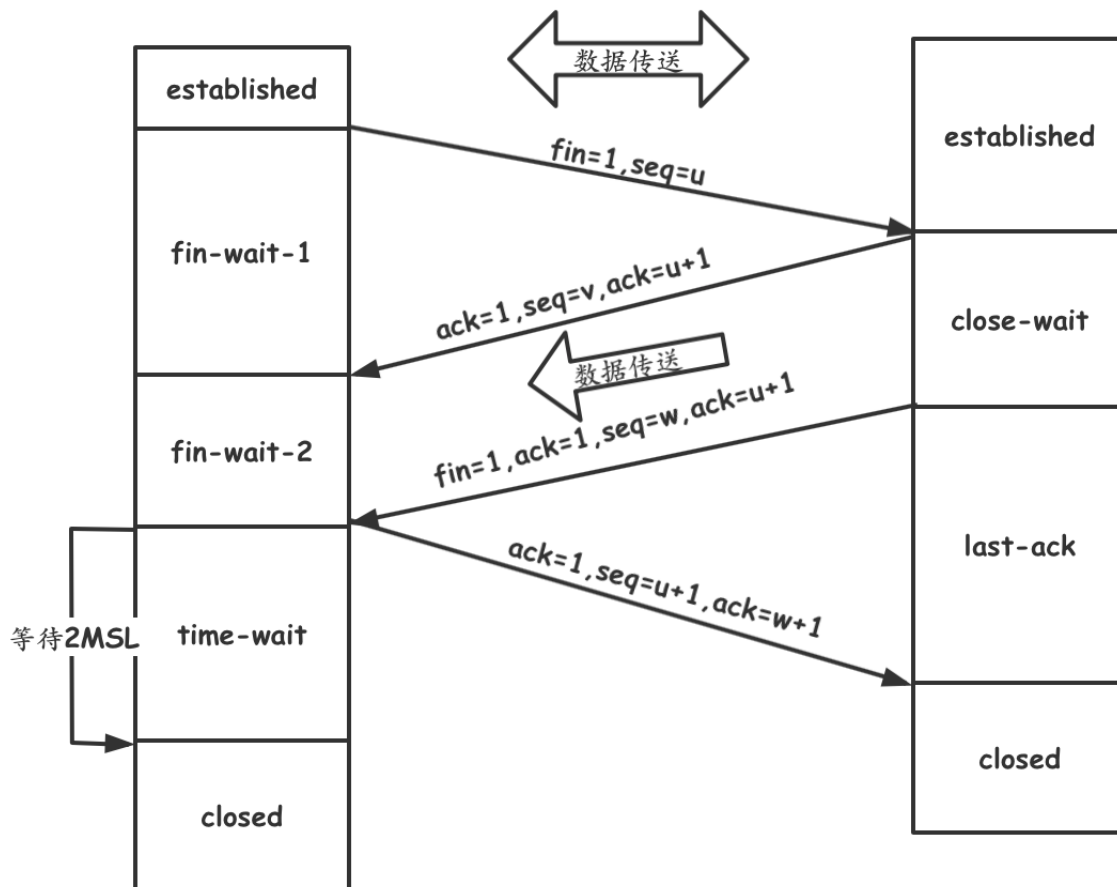 数据传送
established
established
fin=1,seq=u
fin-wait-1
ack=1,seq=v,ack=u+1
close-wait
数据传送
fin=1,ack=1,seq=w,ack=u+1
fin-wait-2
last-ack
ack=1,seq=u+1,ack=w+1
等待2MSL
time-wait
closed
closed